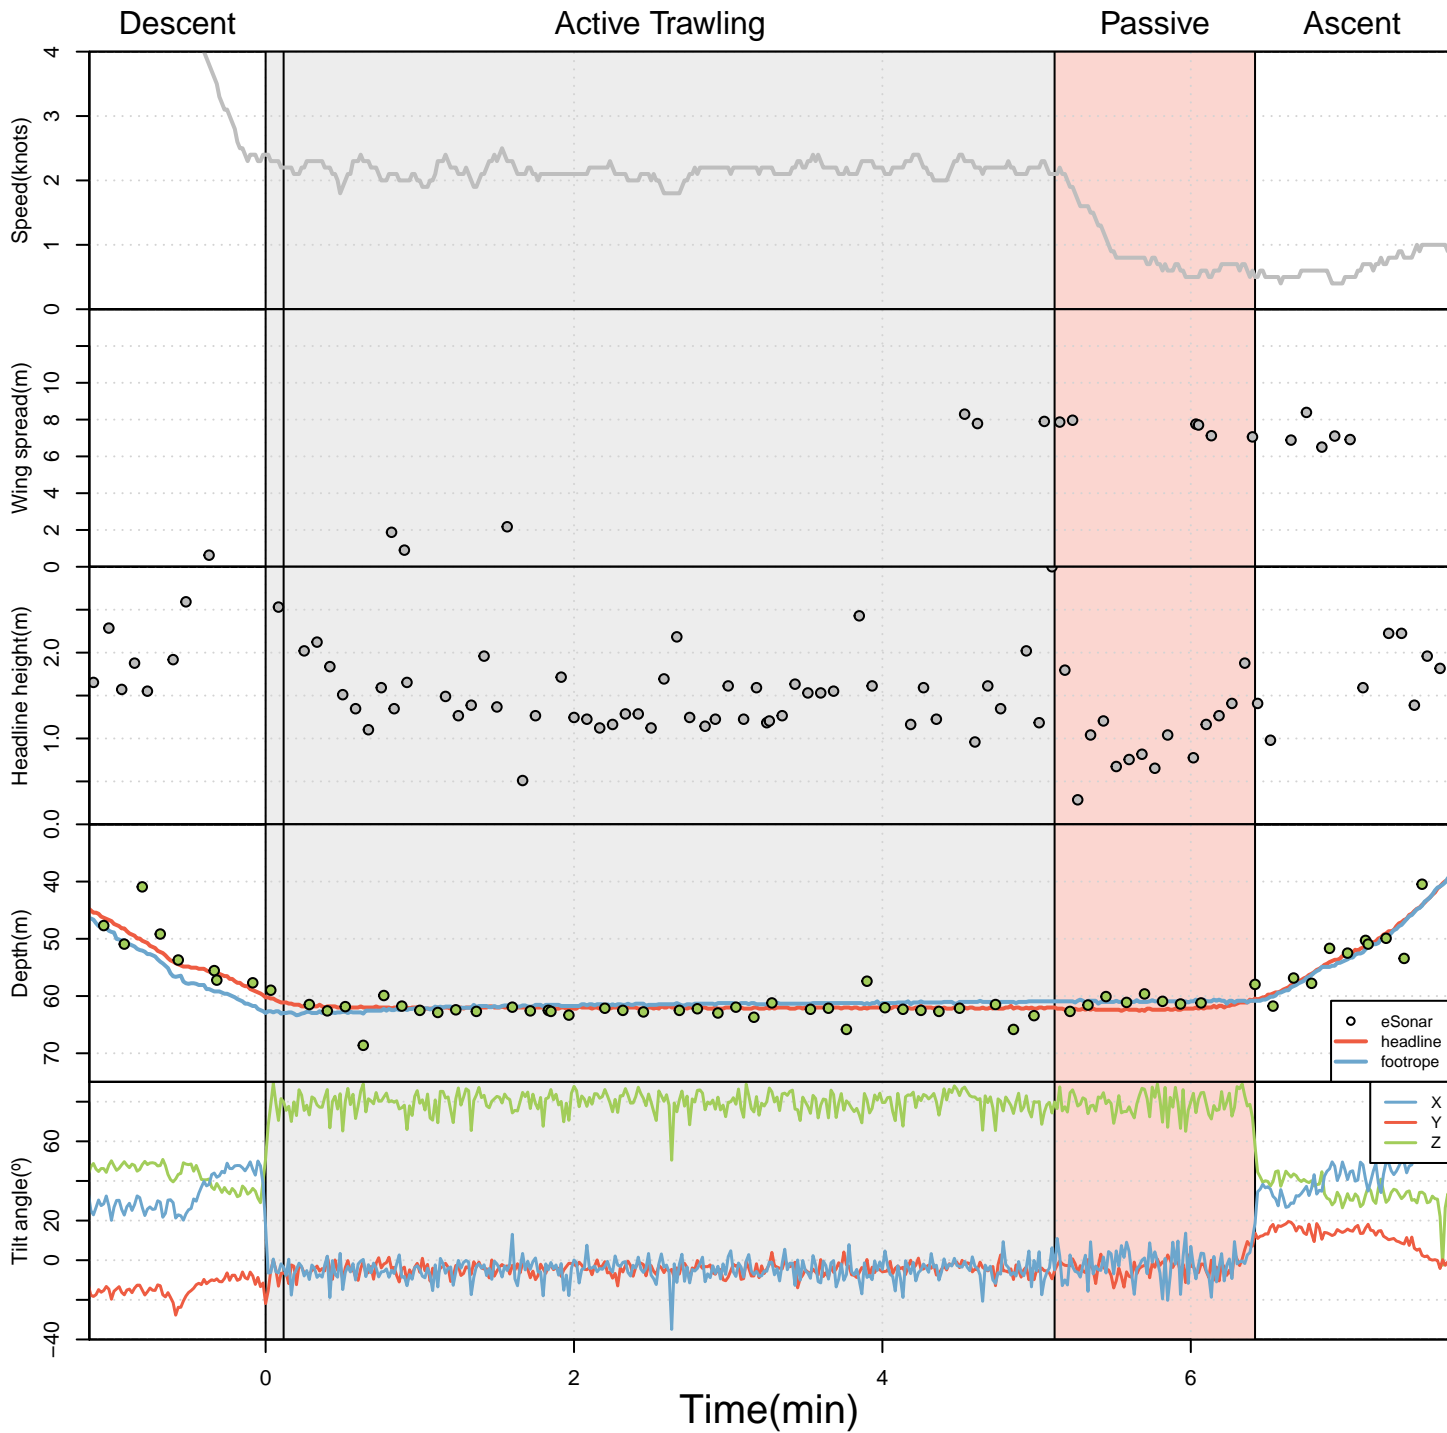 Descent Active Trawling Passive Ascent
Speed(knots)
4
3
2
1
0
Wing spread(m)
10
8
6
4
2
0
Headline height(m)
2.0
1.0
0.0
Depth(m)
40
50
60
70
eSonar
headline
footrope
Tilt angle(º)
60
20
0
−40
X
Y
Z
0 2 4 6
Time(min)